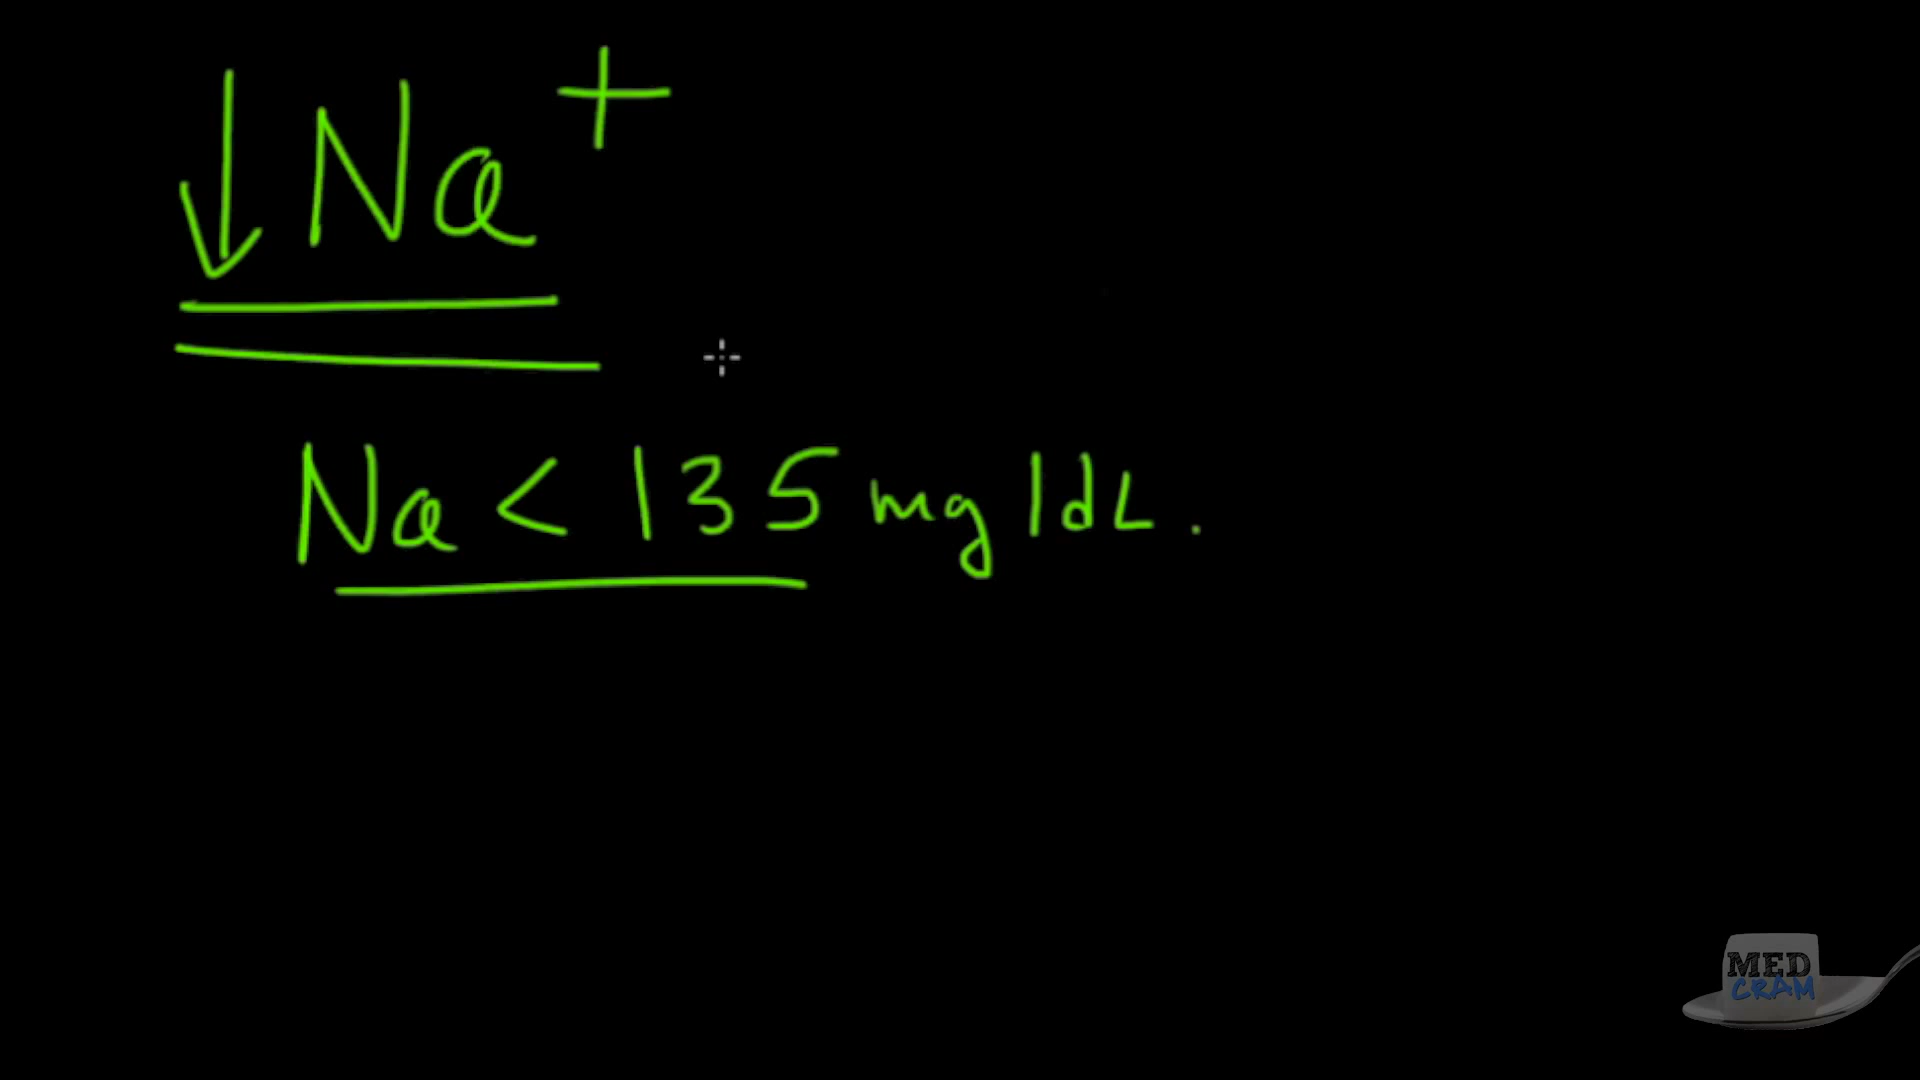 ↓Na⁺
Na < 135 mg/dL.
MED
CRAM